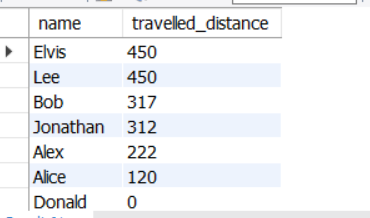 name travelled_distance
Elvis 450
Lee 450
Bob 317
Jonathan 312
Alex 222
Alice 120
Donald 0